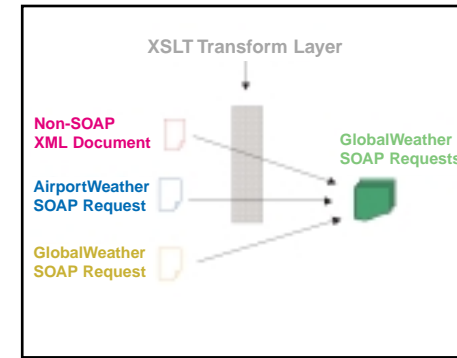 XSLT Transform Layer
Non-SOAP
XML Document
GlobalWeather
SOAP Requests
AirportWeather
SOAP Request
GlobalWeather
SOAP Request